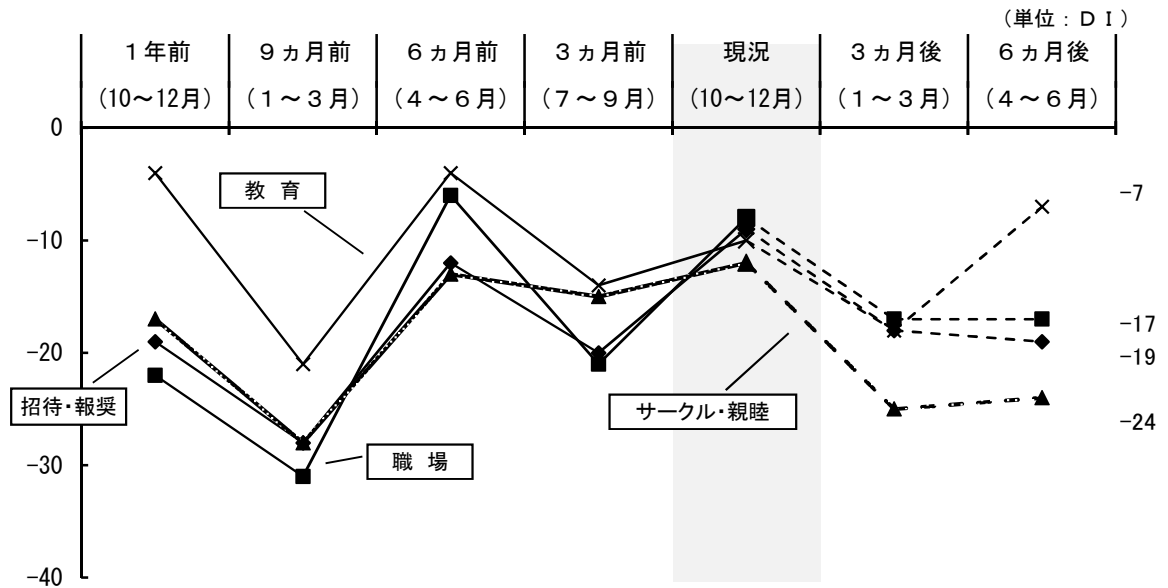 （単位：ＤＩ）
１年前 ９ヵ月前 ６ヵ月前 ３ヵ月前 現況 ３ヵ月後 ６ヵ月後
（10～12月） （１～３月） （４～６月） （７～９月） （10～12月） （１～３月） （４～６月）
0
教 育
-7
-10
-17
-19
-20
招待・報奨
サークル・親睦
-24
職 場
-30
-40